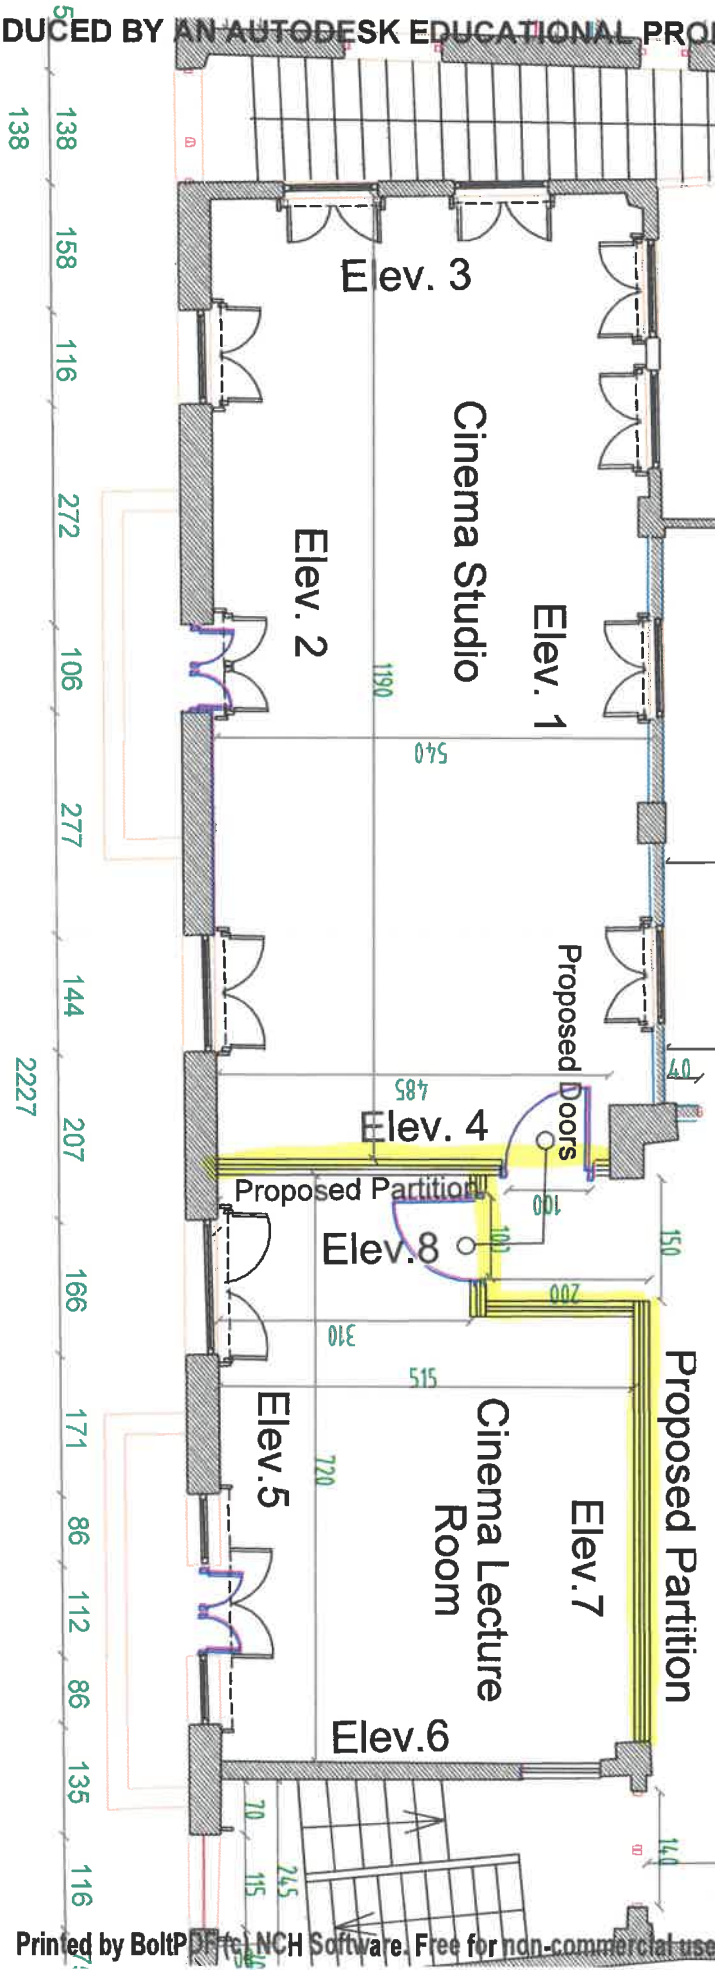 DUCED BY AN AUTODESK EDUCATIONAL PRO
138
138
158
116
272
106
277
144
2227
207
166
171
86
112
86
135
116
Elev. 3
Cinema Studio
Elev. 2
Elev. 1
1190
540
Proposed Doors
485
40
Elev. 4
Proposed Partition
100
100
150
Elev.8
200
310
515
Elev.5
720
Cinema Lecture
Room
Elev.7
Proposed Partition
Elev.6
70
115
245
140
Printed by BoltPDF (c) NCH Software. Free for non-commercial use